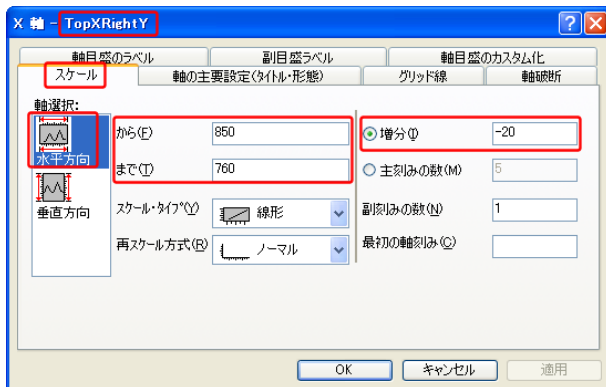 X 軸 - TopXRightY
軸目盛のラベル 副目盛ラベル 軸目盛のカスタム化
スケール 軸の主要設定(タイトル・形態) グリッド線 軸破断
軸選択:
水平方向
垂直方向
から(F) 850
まで(T) 760
スケール・タイプ(Y) 線形
再スケール方式(R) ノーマル
増分(I) -20
主刻みの数(M) 5
副刻みの数(N) 1
最初の軸刻み(C)
OK キャンセル 適用